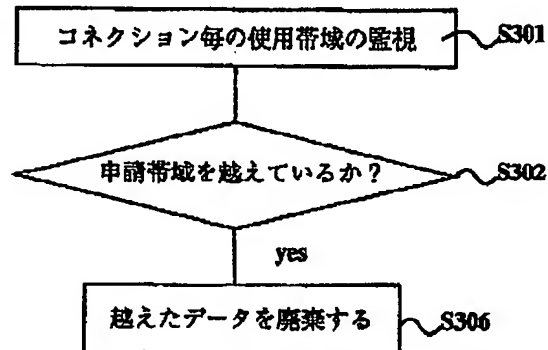 コネクション毎の使用帯域の監視
S301
申請帯域を越えているか?
S302
yes
越えたデータを廃棄する
S306